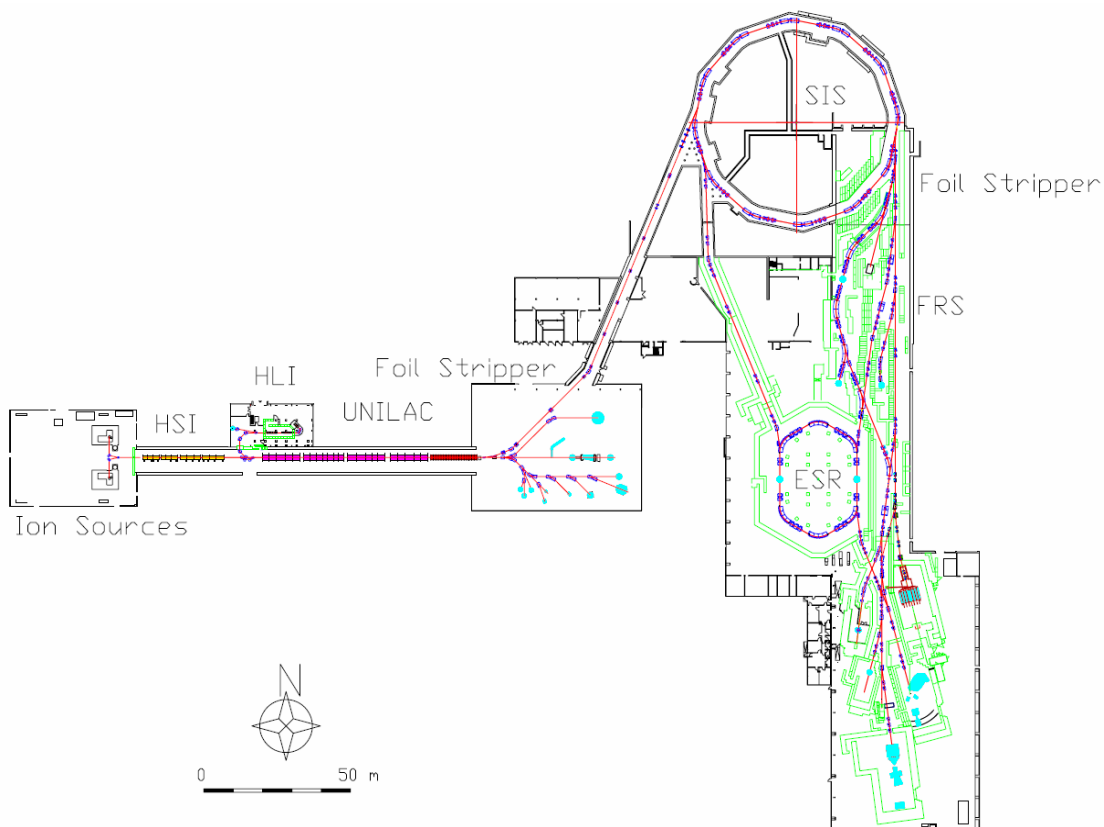 SIS
Foil Stripper
FRS
Foil Stripper
HLI
UNILAC
HSI
ESR
Ion Sources
N
0 50 m